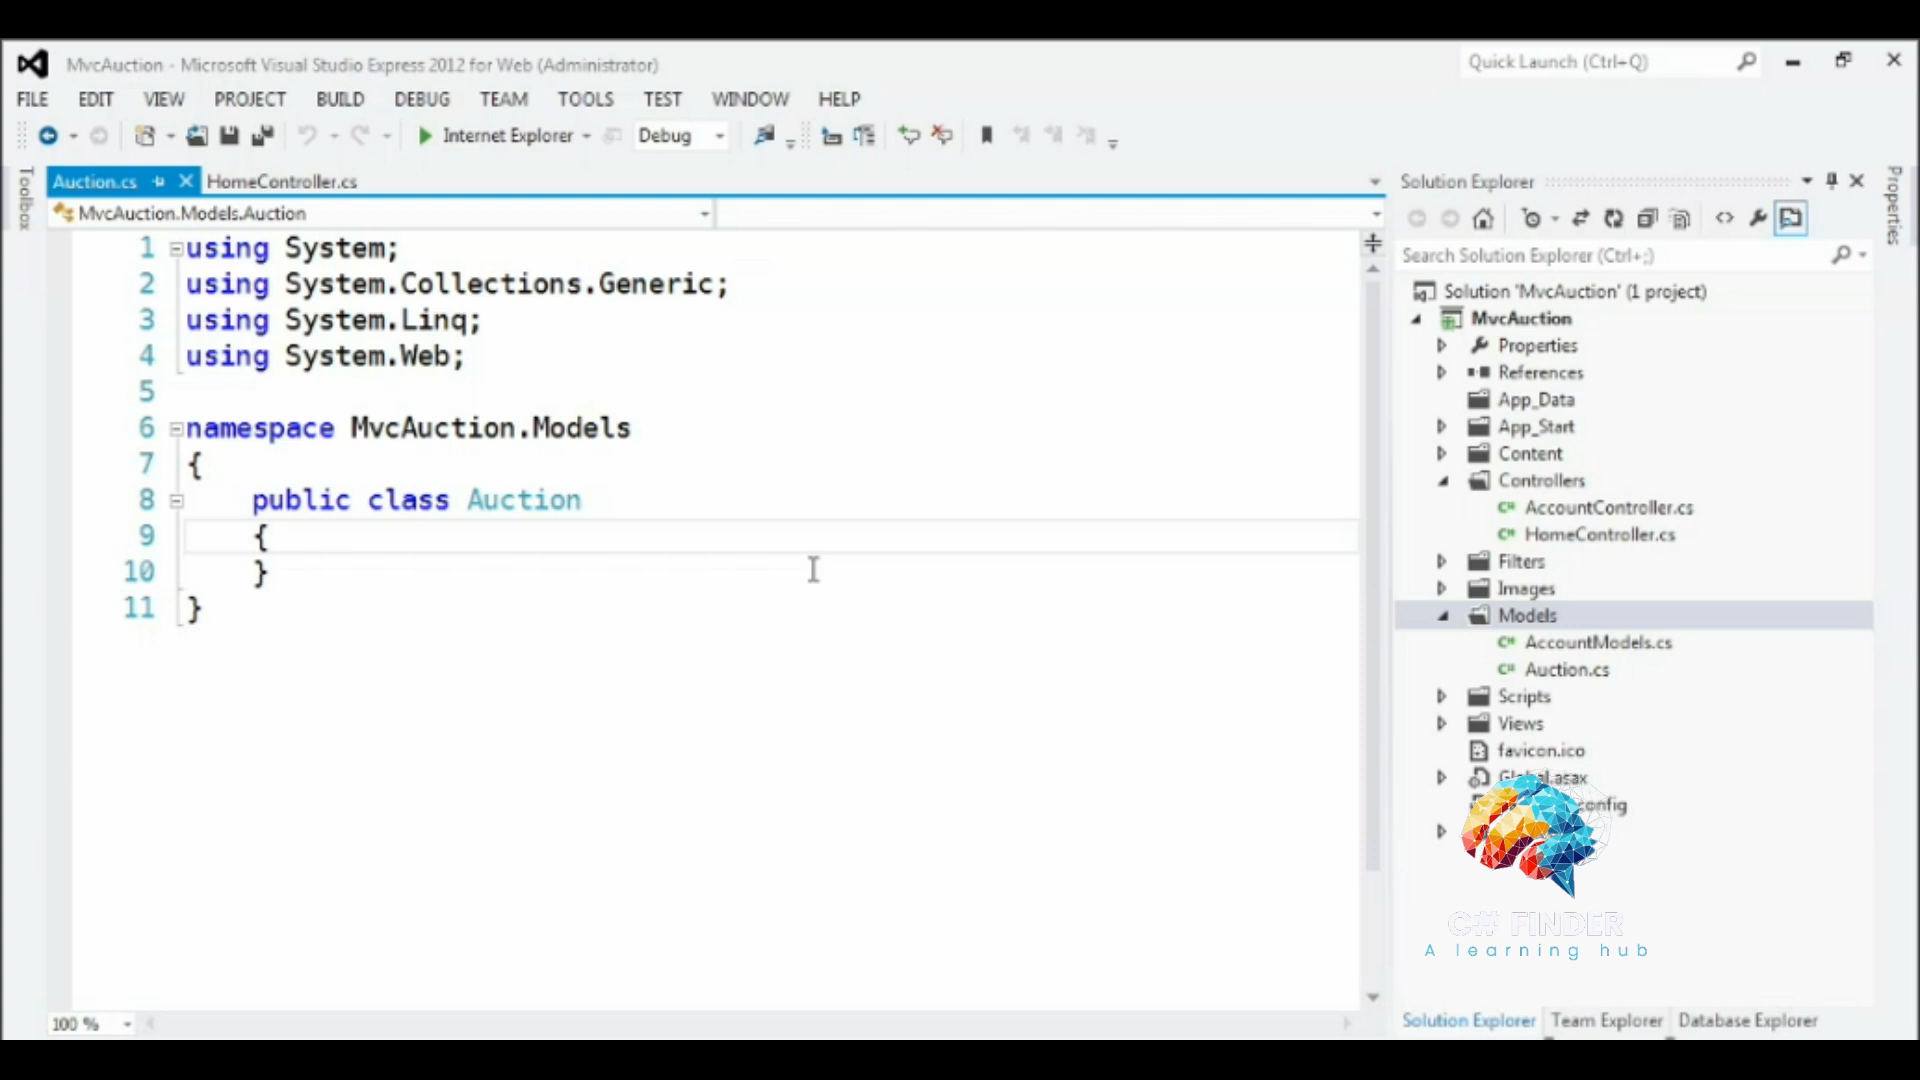 MvcAuction - Microsoft Visual Studio Express 2012 for Web (Administrator)
Quick Launch (Ctrl+Q)
FILE EDIT VIEW PROJECT BUILD DEBUG TEAM TOOLS TEST WINDOW HELP
Internet Explorer Debug
Toolbox
Auction.cs HomeController.cs
MvcAuction.Models.Auction
1 using System;
2 using System.Collections.Generic;
3 using System.Linq;
4 using System.Web;
5
6 namespace MvcAuction.Models
7 {
8 public class Auction
9 {
10 }
11 }
100 %
Solution Explorer
Properties
Search Solution Explorer (Ctrl+;)
Solution 'MvcAuction' (1 project)
MvcAuction
Properties
References
App_Data
App_Start
Content
Controllers
C# AccountController.cs
C# HomeController.cs
Filters
Images
Models
C# AccountModels.cs
C# Auction.cs
Scripts
Views
favicon.ico
Global.asax
config
C# FINDER
A learning hub
Solution Explorer Team Explorer Database Explorer